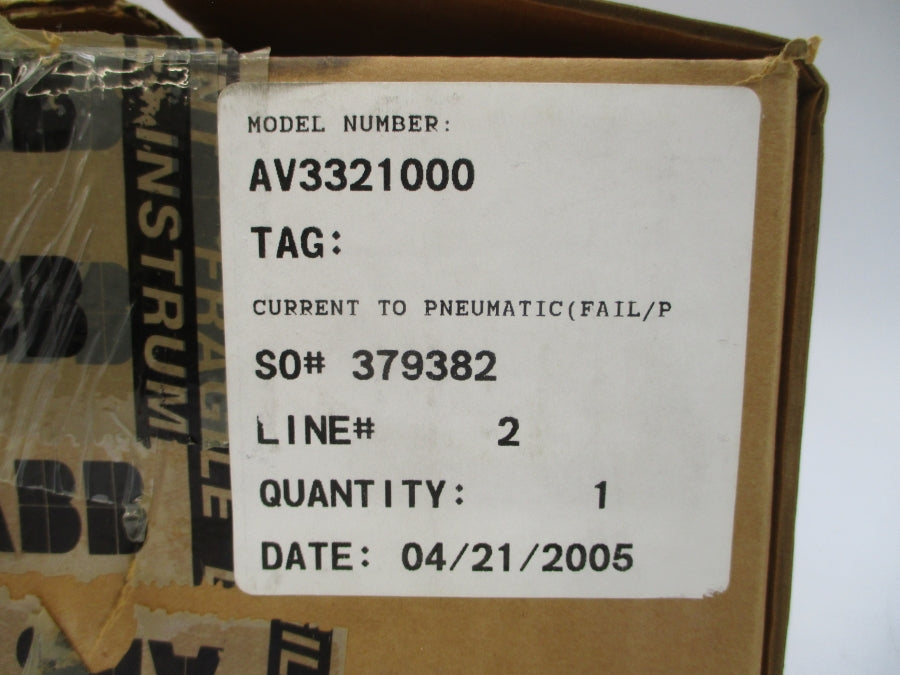 MODEL NUMBER:
AV3321000
TAG:
CURRENT TO PNEUMATIC(FAIL/P
SO# 379382
LINE# 2
QUANTITY: 1
DATE: 04/21/2005
INSTRUM
FRAGILE
ABB